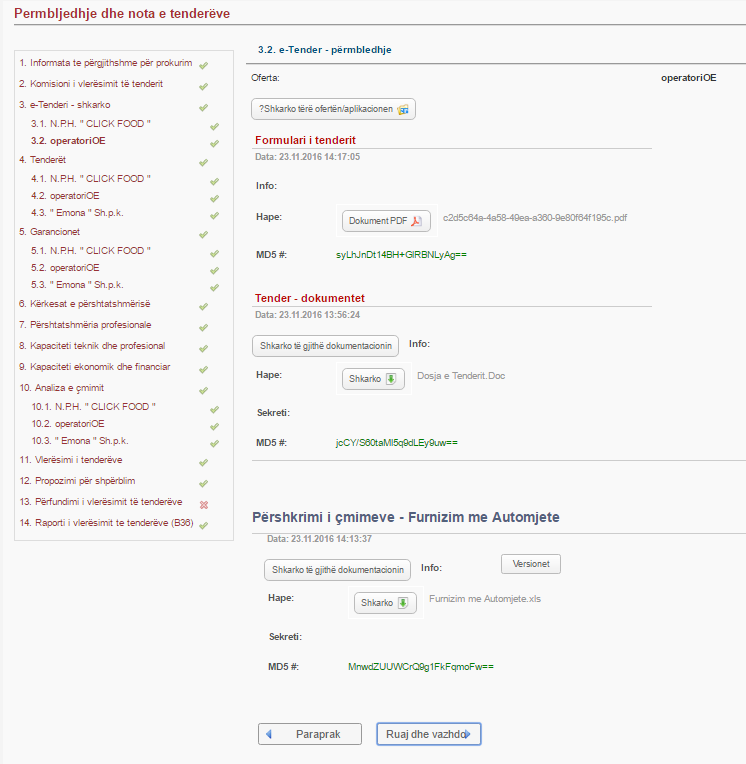 Permbljedhje dhe nota e tenderëve
1. Informata te përgjithshme për prokurim
2. Komisioni i vlerësimit të tenderit
3. e-Tenderi - shkarko
3.1. N.P.H. " CLICK FOOD "
3.2. operatoriOE
4. Tenderët
4.1. N.P.H. " CLICK FOOD "
4.2. operatoriOE
4.3. " Emona " Sh.p.k.
5. Garancionet
5.1. N.P.H. " CLICK FOOD "
5.2. operatoriOE
5.3. " Emona " Sh.p.k.
6. Kërkesat e përshtatshmërisë
7. Përshtatshmëria profesionale
8. Kapaciteti teknik dhe profesional
9. Kapaciteti ekonomik dhe financiar
10. Analiza e çmimit
10.1. N.P.H. " CLICK FOOD "
10.2. operatoriOE
10.3. " Emona " Sh.p.k.
11. Vlerësimi i tenderëve
12. Propozimi për shpërblim
13. Përfundimi i vlerësimit të tenderëve
14. Raporti i vlerësimit te tenderëve (B36)
3.2. e-Tender - përmbledhje
Oferta: operatoriOE
?Shkarko tërë ofertën/aplikacionen
Formulari i tenderit
Data: 23.11.2016 14:17:05
Info:
Hape: Dokument PDF c2d5c64a-4a58-49ea-a360-9e80f64f195c.pdf
MD5 #: syLhJnDt14BH+GlRBNLyAg==
Tender - dokumentet
Data: 23.11.2016 13:56:24
Shkarko të gjithë dokumentacionin Info:
Hape: Shkarko Dosja e Tenderit.Doc
Sekreti:
MD5 #: jcCY/S60taMl5q9dLEy9uw==
Përshkrimi i çmimeve - Furnizim me Automjete
Data: 23.11.2016 14:13:37
Shkarko të gjithë dokumentacionin Info: Versionet
Hape: Shkarko Furnizim me Automjete.xls
Sekreti:
MD5 #: MnwdZUUWCrQ9g1FkFqmoFw==
Paraprak Ruaj dhe vazhdo